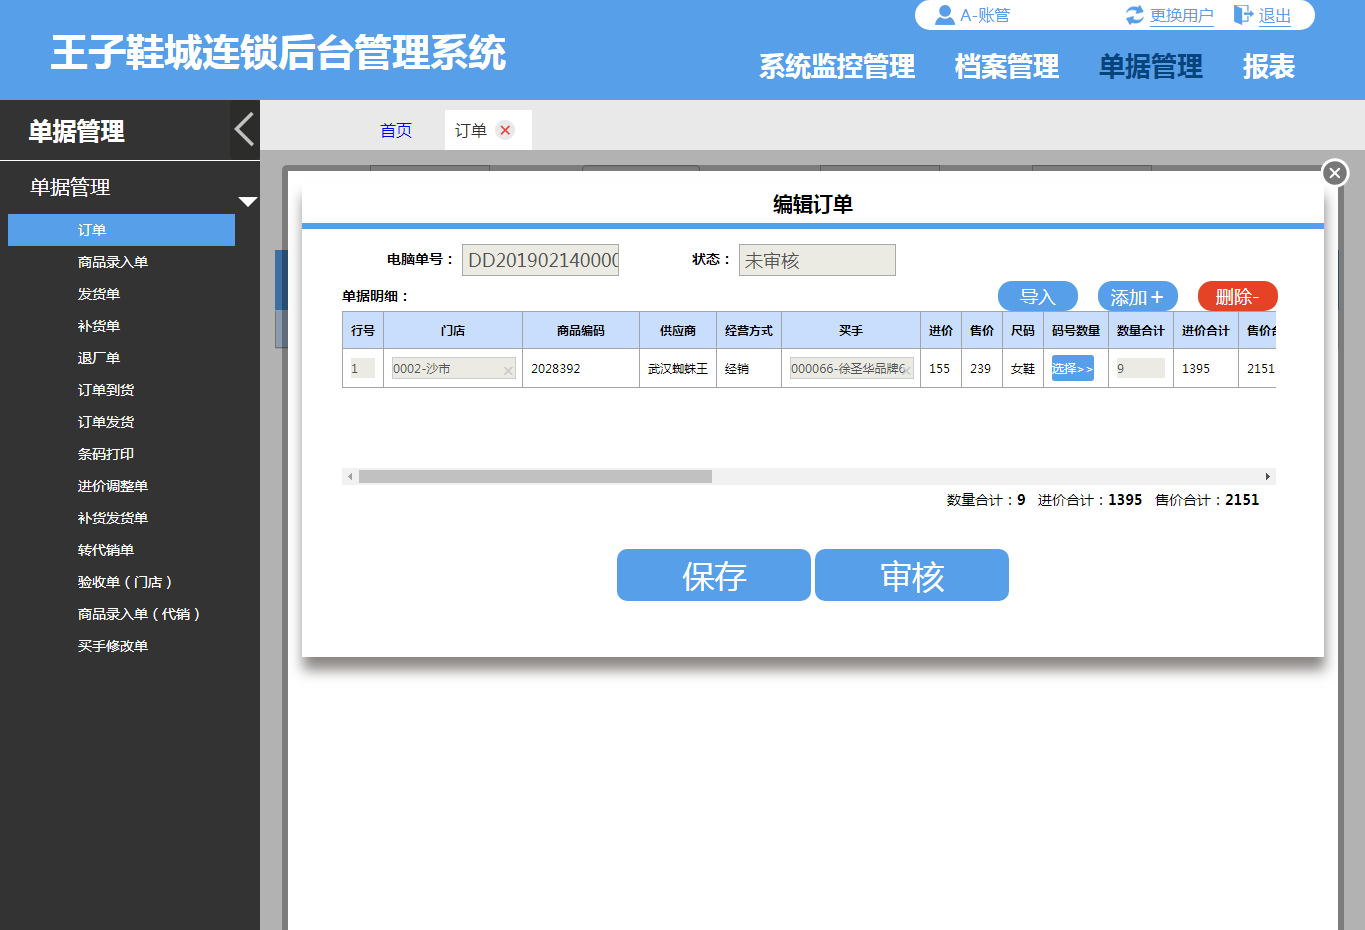 A-账管 更换用户 退出
王子鞋城连锁后台管理系统
系统监控管理 档案管理 单据管理 报表
单据管理
首页 订单
单据管理
订单
商品录入单
发货单
补货单
退厂单
订单到货
订单发货
条码打印
进价调整单
补货发货单
转代销单
验收单（门店）
商品录入单（代销）
买手修改单
编辑订单
电脑单号： DD201902140000 状态： 未审核
单据明细： 导入 添加+ 删除-
行号 门店 商品编码 供应商 经营方式 买手 进价 售价 尺码 码号数量 数量合计 进价合计 售价合
1 0002-沙市 2028392 武汉蜘蛛王 经销 000066-徐圣华品牌6 155 239 女鞋 选择>> 9 1395 2151
数量合计：9 进价合计：1395 售价合计：2151
保存 审核